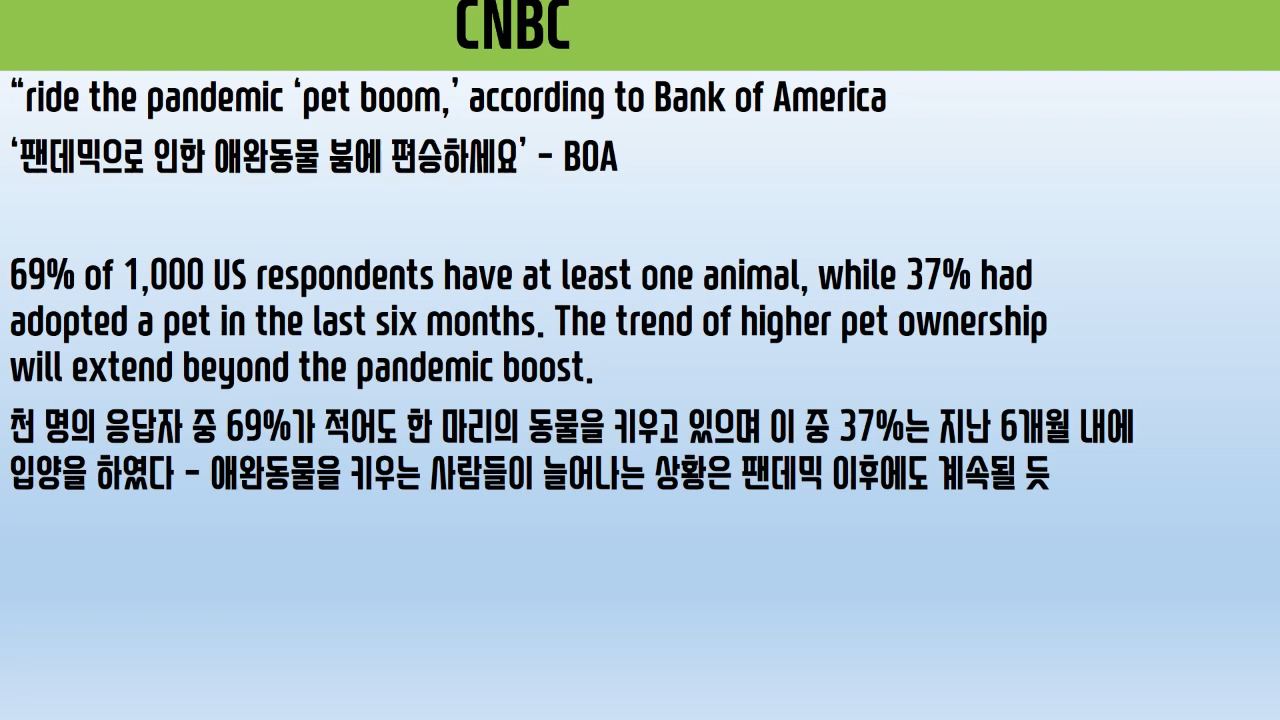 CNBC
“ride the pandemic ‘pet boom,’ according to Bank of America
‘팬데믹으로 인한 애완동물 붐에 편승하세요’ - BOA
69% of 1,000 US respondents have at least one animal, while 37% had
adopted a pet in the last six months. The trend of higher pet ownership
will extend beyond the pandemic boost.
천 명의 응답자 중 69%가 적어도 한 마리의 동물을 키우고 있으며 이 중 37%는 지난 6개월 내에
입양을 하였다 - 애완동물을 키우는 사람들이 늘어나는 상황은 팬데믹 이후에도 계속될 듯